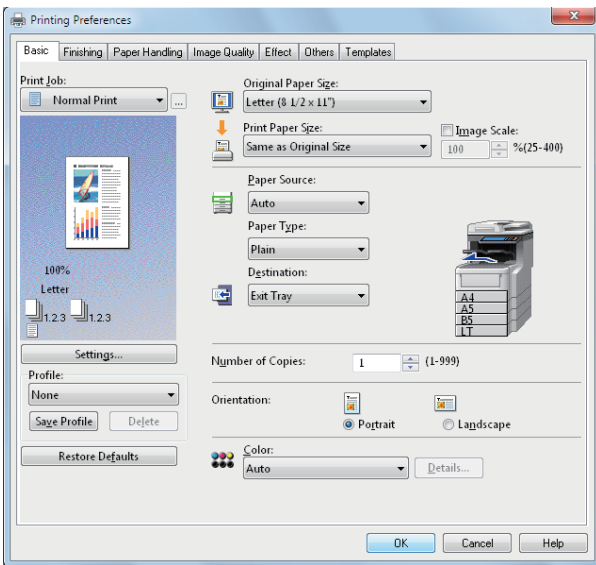 Printing Preferences
Basic Finishing Paper Handling Image Quality Effect Others Templates
Print Job:
Normal Print
...
100%
Letter
1.2.3 1.2.3
Settings...
Profile:
None
Save Profile Delete
Restore Defaults
Original Paper Size:
Letter (8 1/2 x 11")
Print Paper Size:
Same as Original Size
Image Scale:
100 %(25-400)
Paper Source:
Auto
Paper Type:
Plain
Destination:
Exit Tray
A4
A5
B5
LT
Number of Copies: 1 (1-999)
Orientation:
Portrait Landscape
Color:
Auto Details...
OK Cancel Help